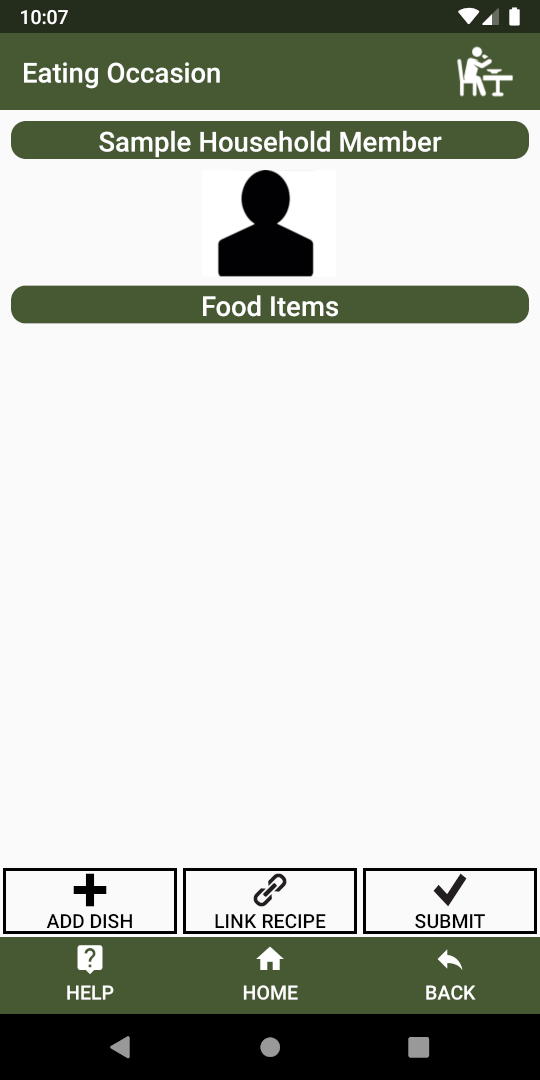 10:07
Eating Occasion
Sample Household Member
Food Items
ADD DISH
LINK RECIPE
SUBMIT
HELP
HOME
BACK